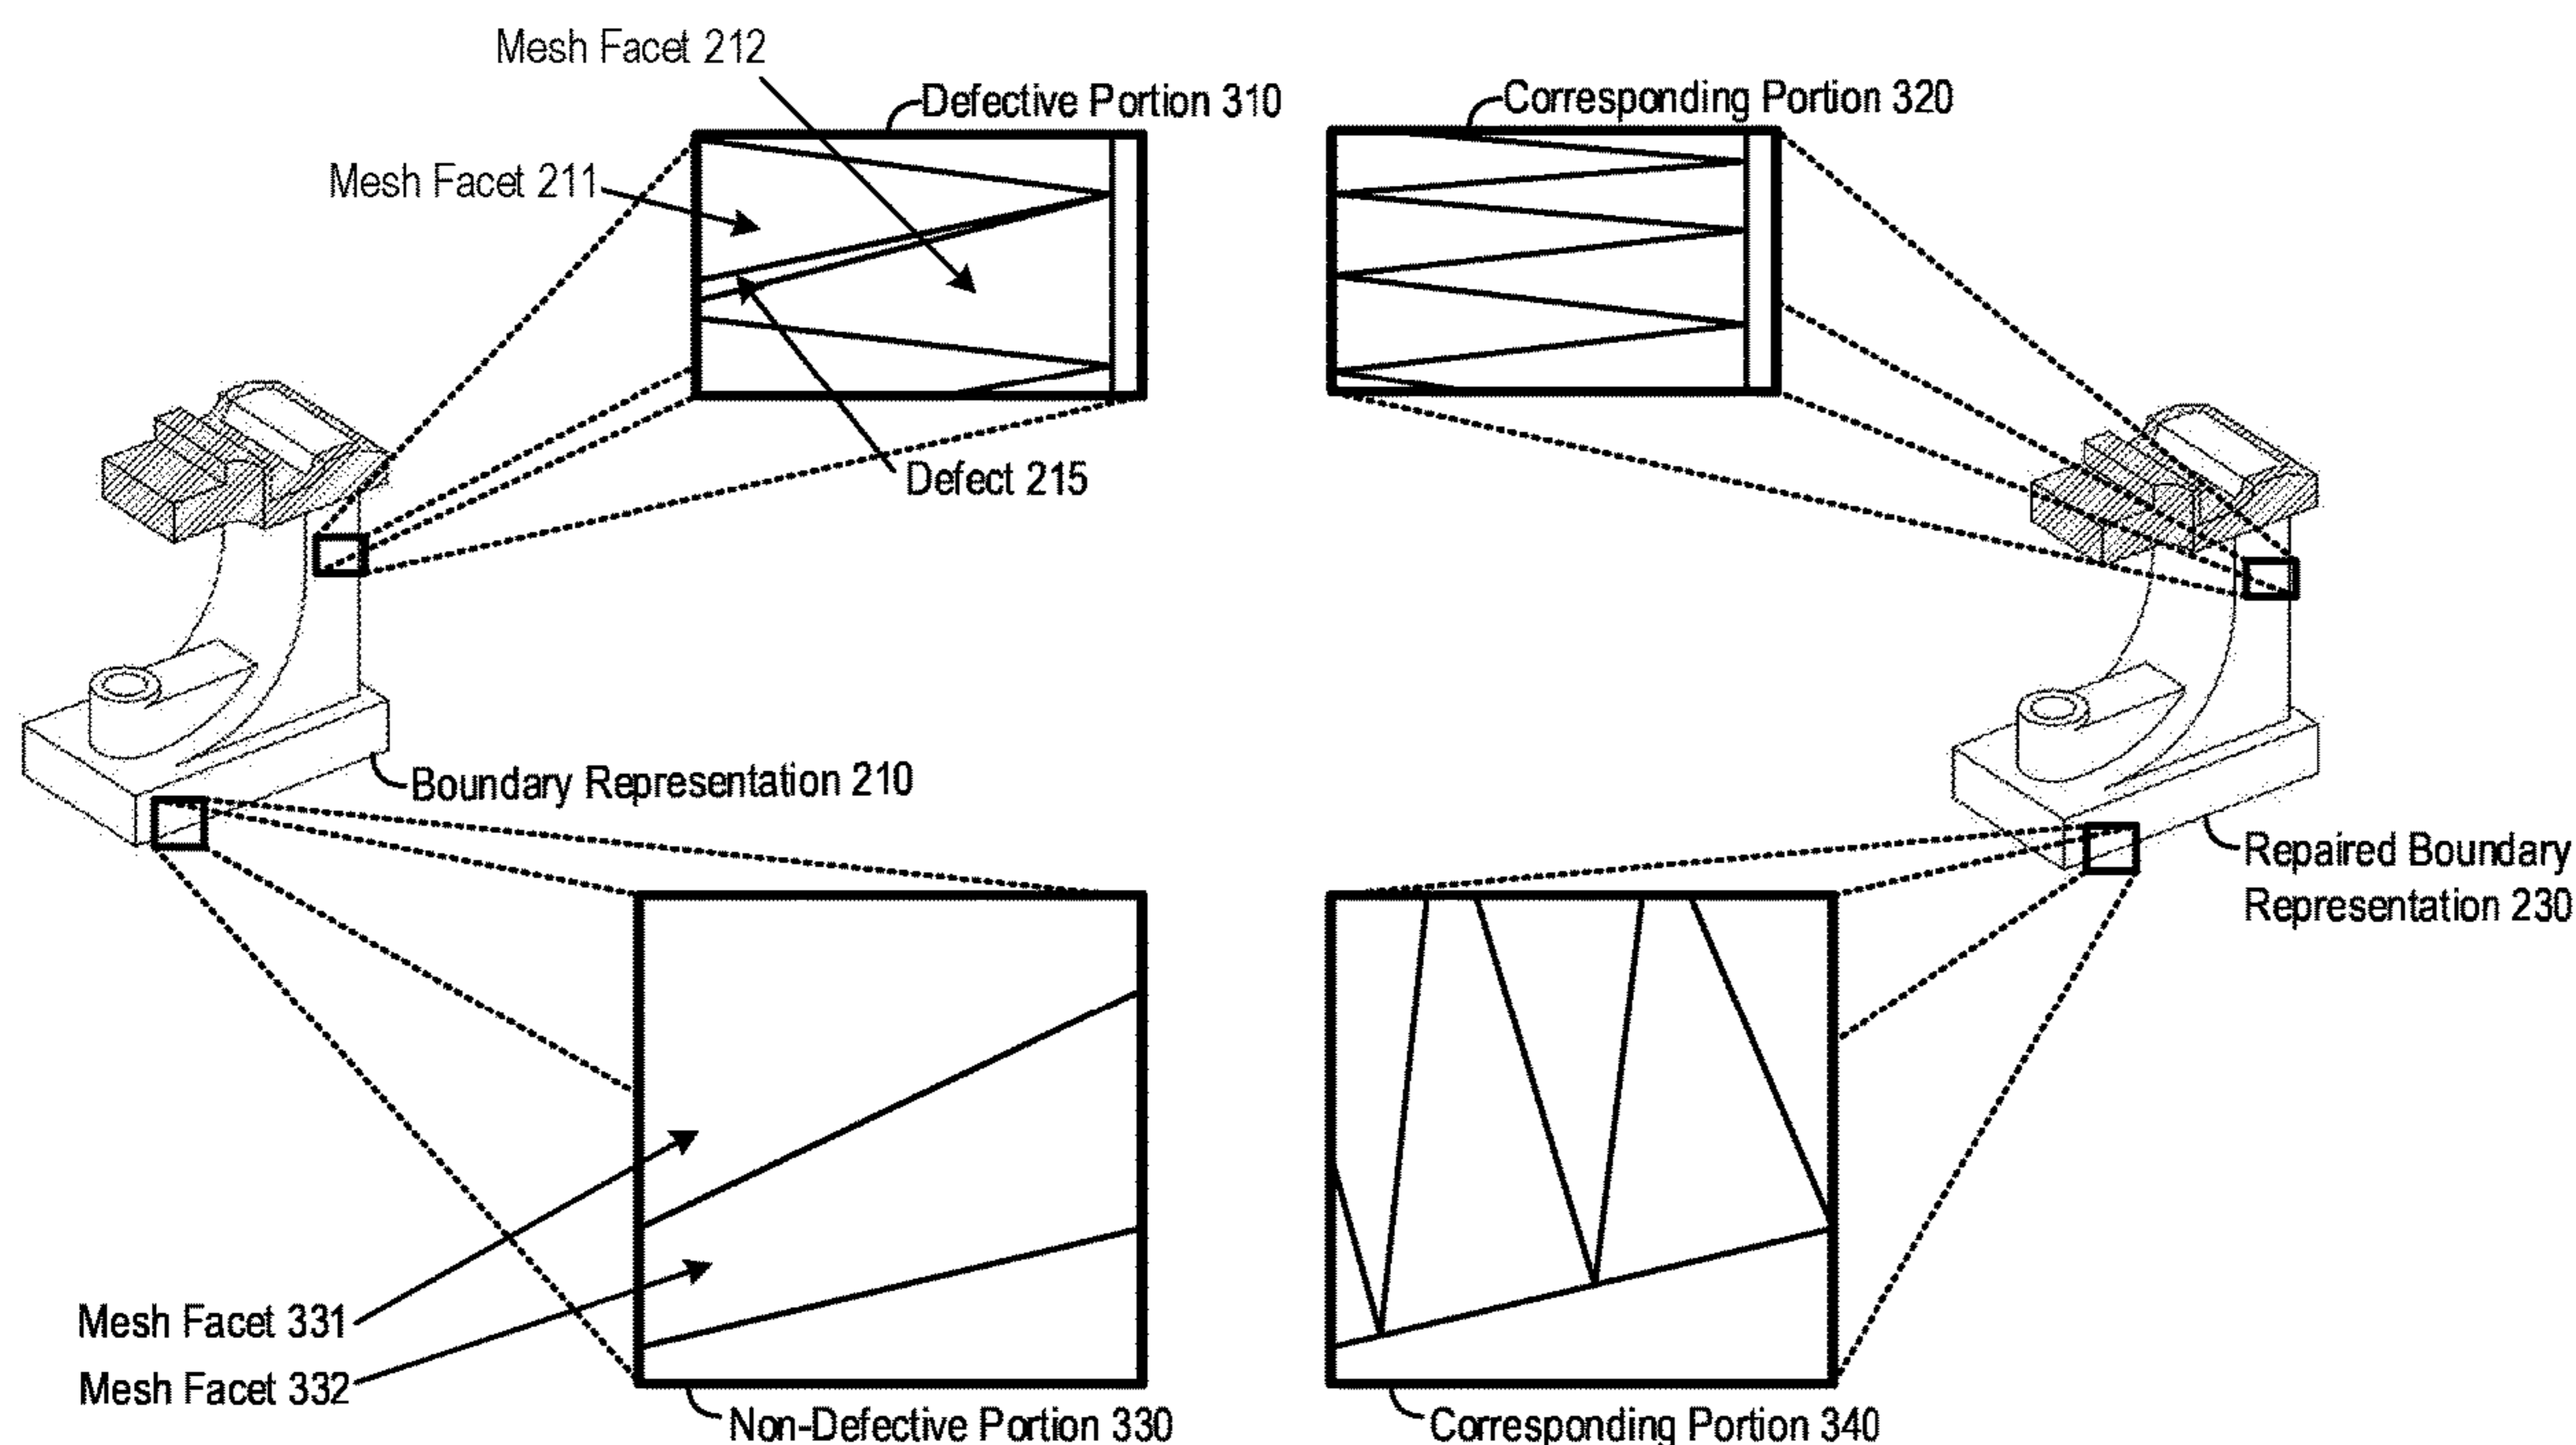 Mesh Facet 212
Defective Portion 310
Corresponding Portion 320
Mesh Facet 211
Defect 215
Boundary Representation 210
Repaired Boundary
Representation 230
Mesh Facet 331
Mesh Facet 332
Non-Defective Portion 330
Corresponding Portion 340